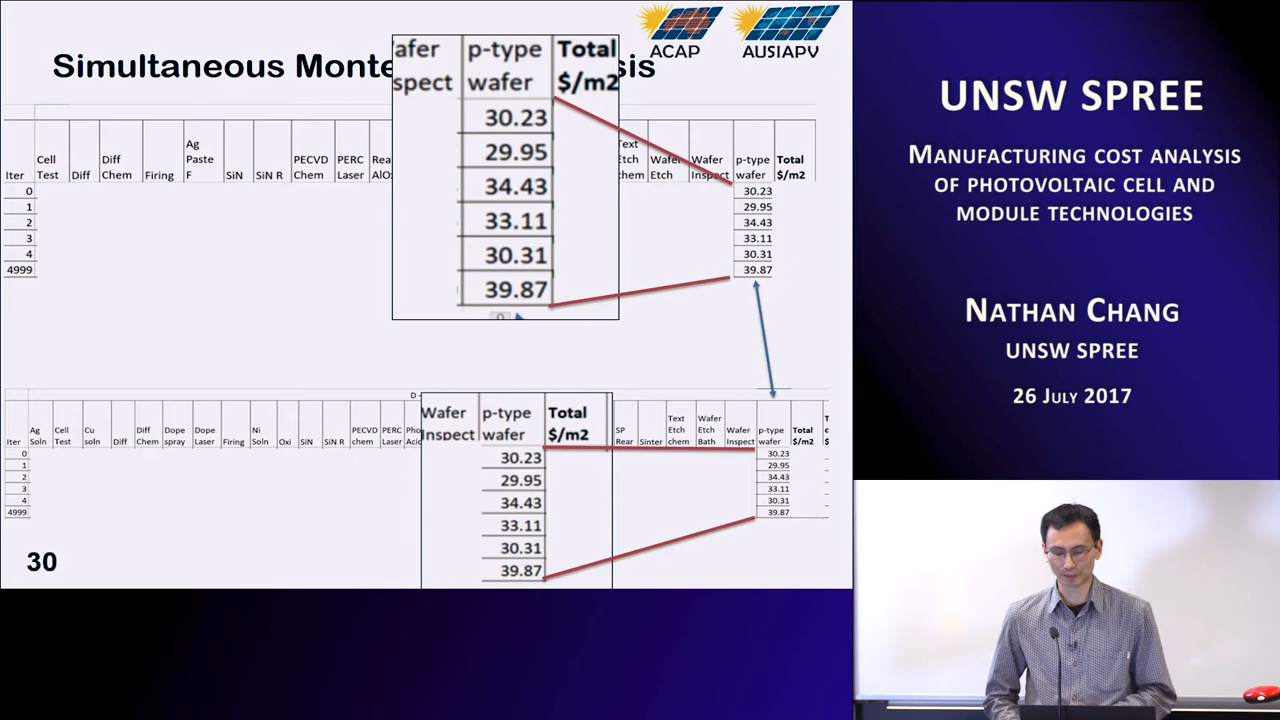 ACAP
AUSIAPV
Simultaneous Monte
sis
afer p-type Total
spect wafer $/m2
30.23
29.95
34.43
33.11
30.31
39.87
Iter Cell Test Diff Diff Chem Firing Ag Paste F SiN SiN R PECVD Chem PERC Laser Rea AlO
Text Etch hem Wafer Etch Wafer Inspect p-type wafer Total $/m2
0 30.23
1 29.95
2 34.43
3 33.11
4 30.31
4999 39.87
D
Iter Ag Soln Cell Test Cu soln Diff Diff Chem Dope spray Dope Laser Firing Ni Soln Oxi SiN SiN R PECVD chem PERC Laser Pho Acid
Wafer p-type Total
Inspect wafer $/m2
30.23
29.95
34.43
33.11
30.31
39.87
SP Rear Sinter Text Etch chem Wafer Etch Bath Wafer Inspect p-type wafer Total $/m2
0 30.23
1 29.95
2 34.43
3 33.11
4 30.31
4999 39.87
30
UNSW SPREE
MANUFACTURING COST ANALYSIS
OF PHOTOVOLTAIC CELL AND
MODULE TECHNOLOGIES
NATHAN CHANG
UNSW SPREE
26 JULY 2017